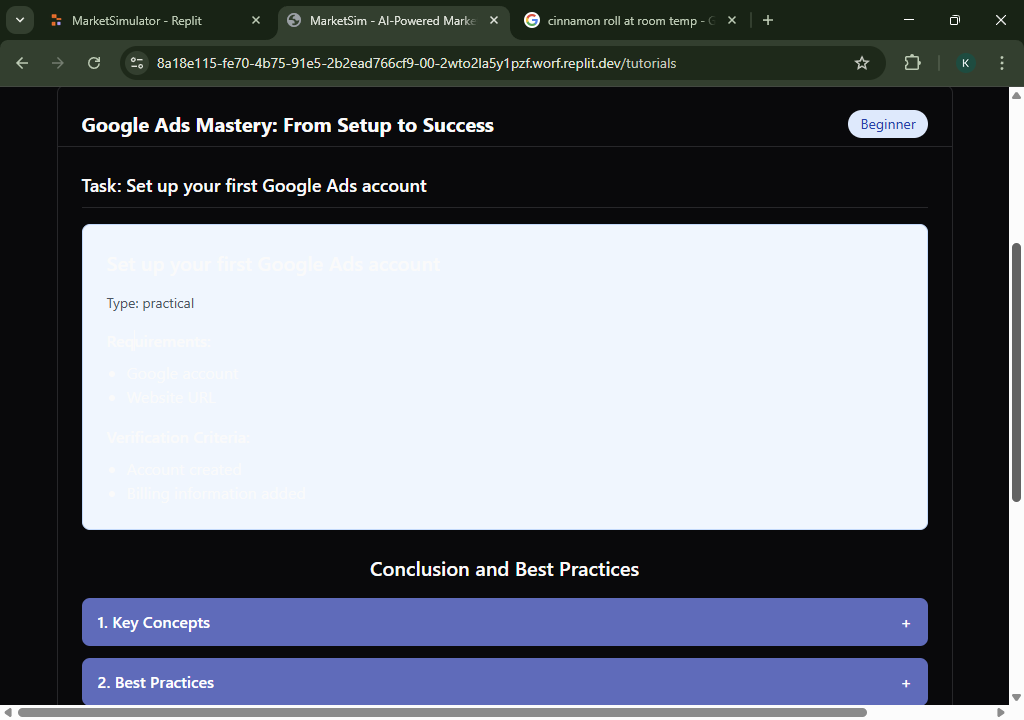 MarketSimulator - Replit
MarketSim - AI-Powered Marke
cinnamon roll at room temp - G
8a18e115-fe70-4b75-91e5-2b2ead766cf9-00-2wto2la5y1pzf.worf.replit.dev/tutorials
K
Google Ads Mastery: From Setup to Success
Beginner
Task: Set up your first Google Ads account
Set up your first Google Ads account
Type: practical
Requirements:
• Google account
• Website URL
Verification Criteria:
• Account created
• Billing information added
Conclusion and Best Practices
1. Key Concepts +
2. Best Practices +